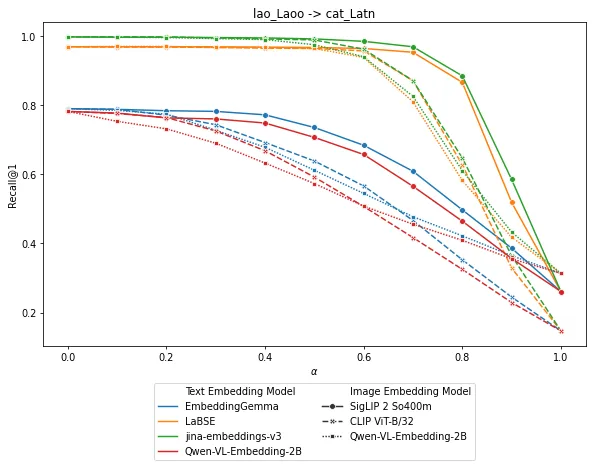 lao_Laoo -> cat_Latn
Recall@1
1.0
0.8
0.6
0.4
0.2
0.0 0.2 0.4 0.6 0.8 1.0
α
Text Embedding Model Image Embedding Model
EmbeddingGemma SigLIP 2 So400m
LaBSE CLIP ViT-B/32
jina-embeddings-v3 Qwen-VL-Embedding-2B
Qwen-VL-Embedding-2B